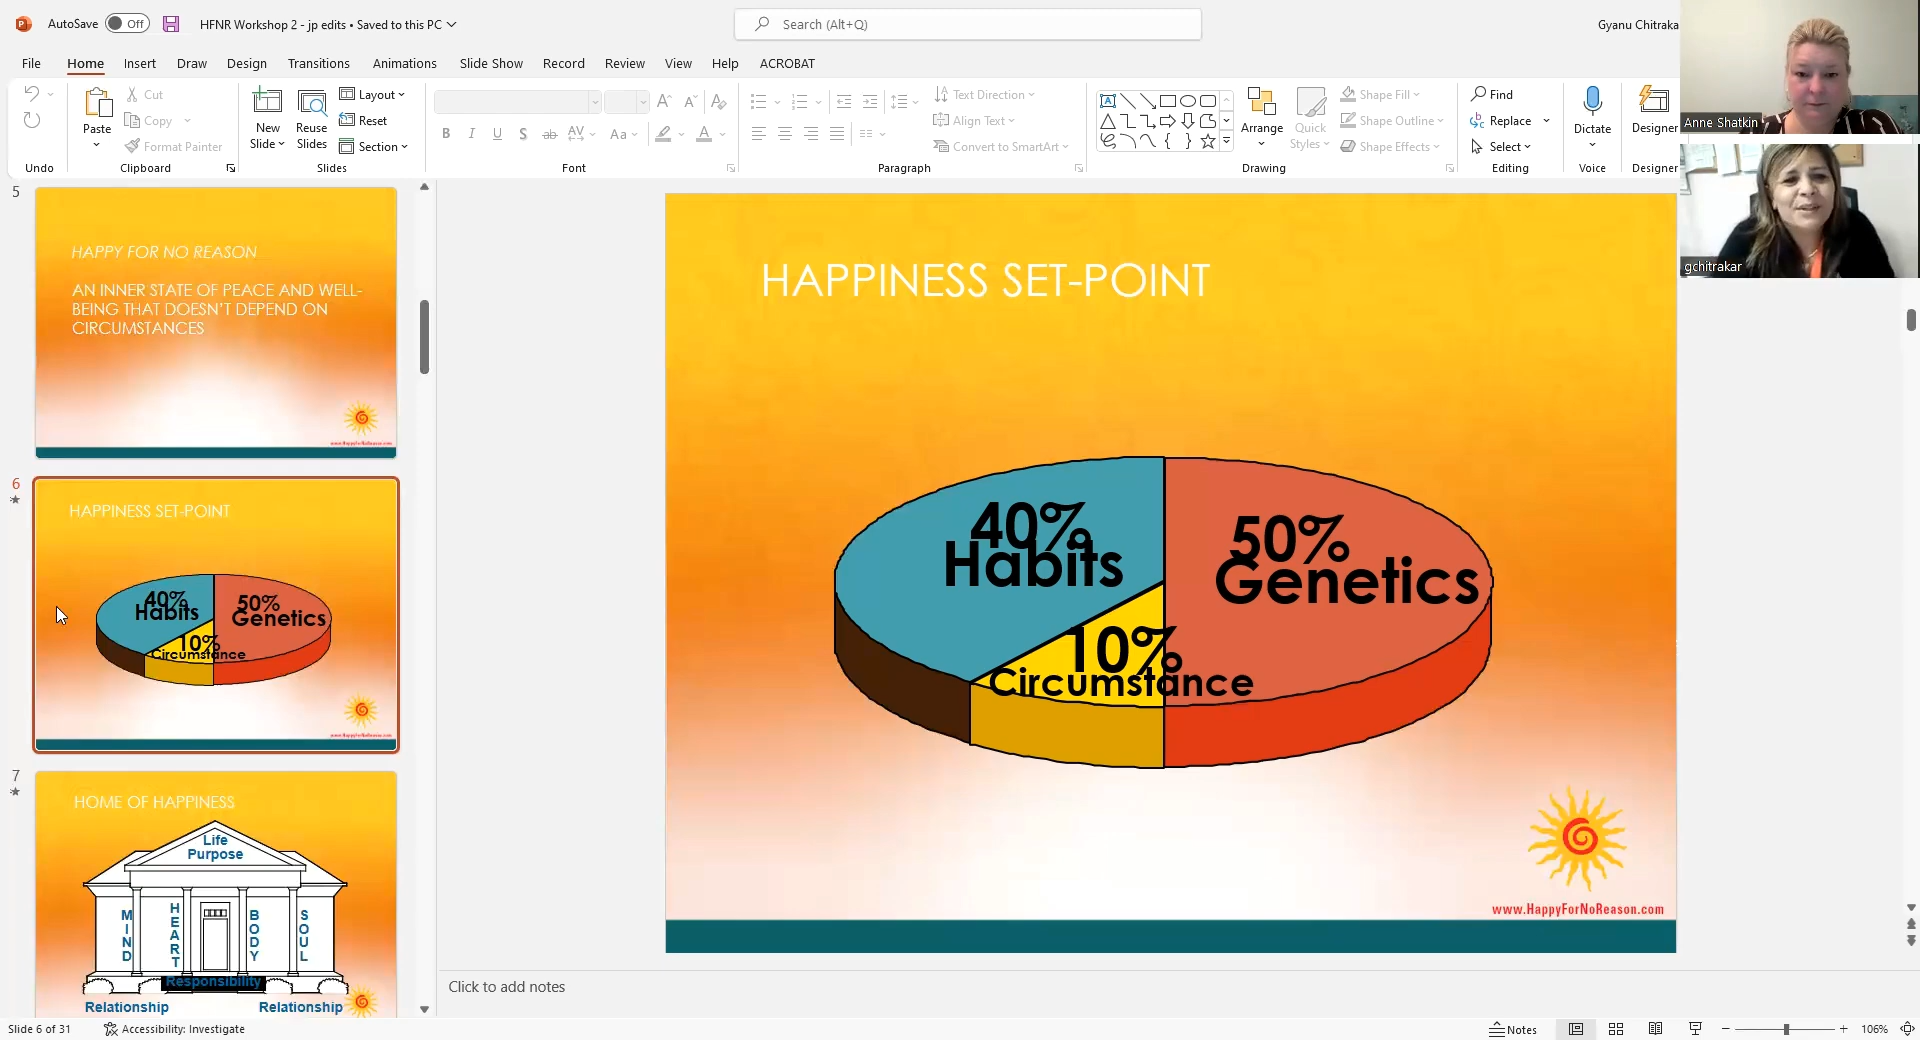 AutoSave Off HFNR Workshop 2 - jp edits • Saved to this PC Search (Alt+Q) Gyanu Chitraka
File Home Insert Draw Design Transitions Animations Slide Show Record Review View Help ACROBAT
Paste
Cut
Copy
Format Painter
New Slide
Reuse Slides
Layout
Reset
Section
B I U S ab AV Aa A
Text Direction
Align Text
Convert to SmartArt
Arrange
Quick Styles
Shape Fill
Shape Outline
Shape Effects
Find
Replace
Select
Dictate
Designer
Undo Clipboard Slides Font Paragraph Drawing Editing Voice Designer
Anne Shatkin
gchitrakar
5
HAPPY FOR NO REASON
AN INNER STATE OF PEACE AND WELL-
BEING THAT DOESN'T DEPEND ON
CIRCUMSTANCES
www.HappyForNoReason.com
6
HAPPINESS SET-POINT
40%
Habits
50%
Genetics
10%
Circumstance
www.HappyForNoReason.com
7
HOME OF HAPPINESS
Life
Purpose
MIND
HEART
BODY
SOUL
Responsibility
Relationship Relationship
HAPPINESS SET-POINT
40%
Habits
50%
Genetics
10%
Circumstance
www.HappyForNoReason.com
Click to add notes
Slide 6 of 31 Accessibility: Investigate Notes 106%